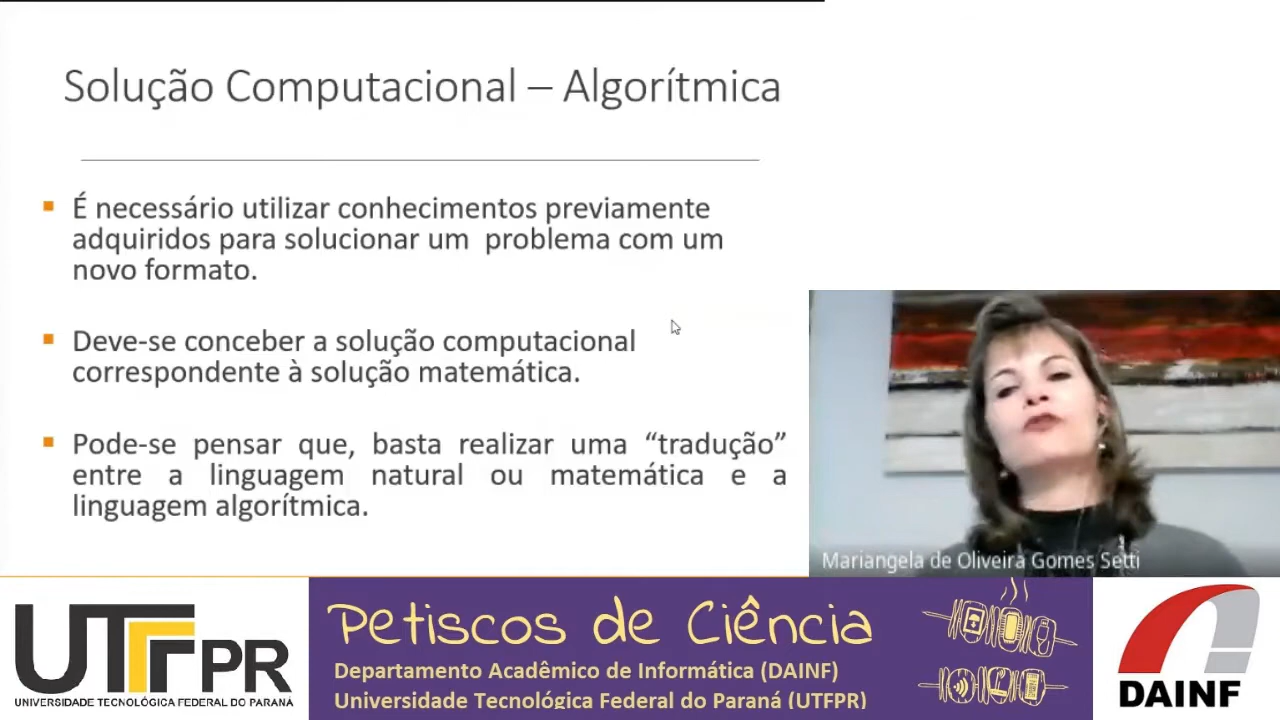 Solução Computacional – Algorítmica
É necessário utilizar conhecimentos previamente
adquiridos para solucionar um problema com um
novo formato.
Deve-se conceber a solução computacional
correspondente à solução matemática.
Pode-se pensar que, basta realizar uma “tradução”
entre a linguagem natural ou matemática e a
linguagem algorítmica.
Mariangela de Oliveira Gomes Setti
UTFPR
UNIVERSIDADE TECNOLÓGICA FEDERAL DO PARANÁ
Petiscos de Ciência
Departamento Acadêmico de Informática (DAINF)
Universidade Tecnológica Federal do Paraná (UTFPR)
DAINF